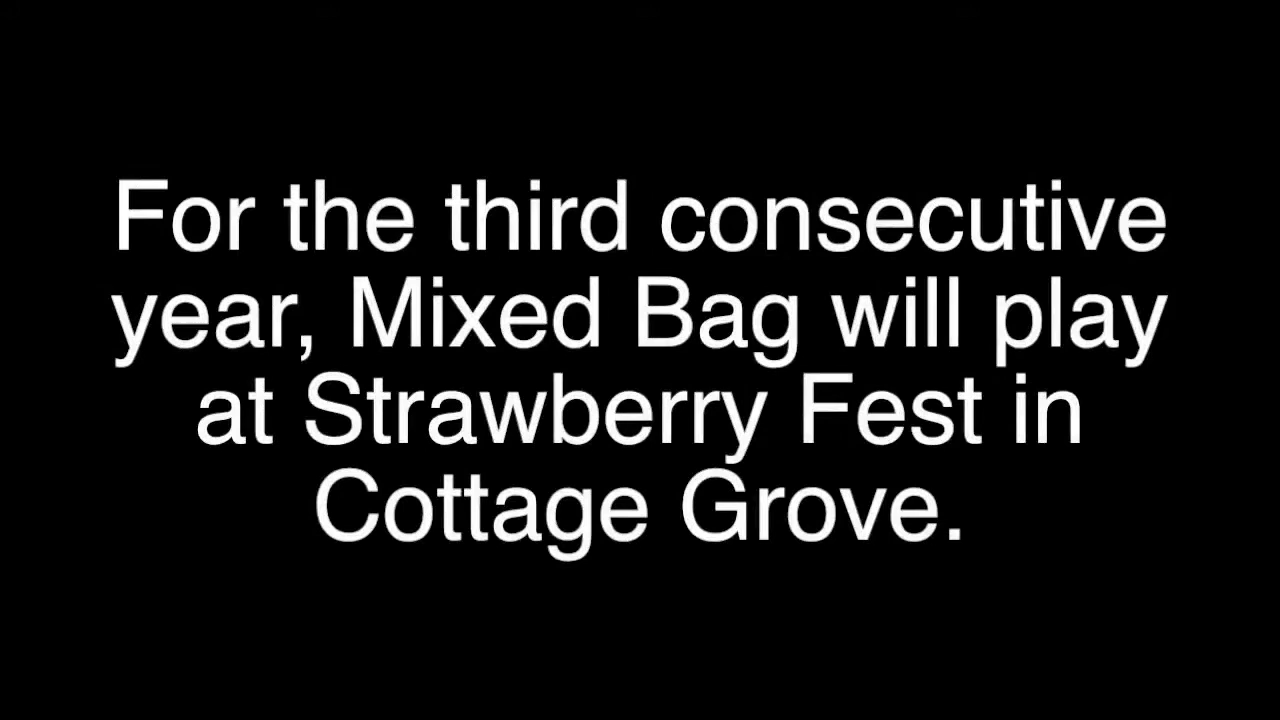 For the third consecutive
year, Mixed Bag will play
at Strawberry Fest in
Cottage Grove.